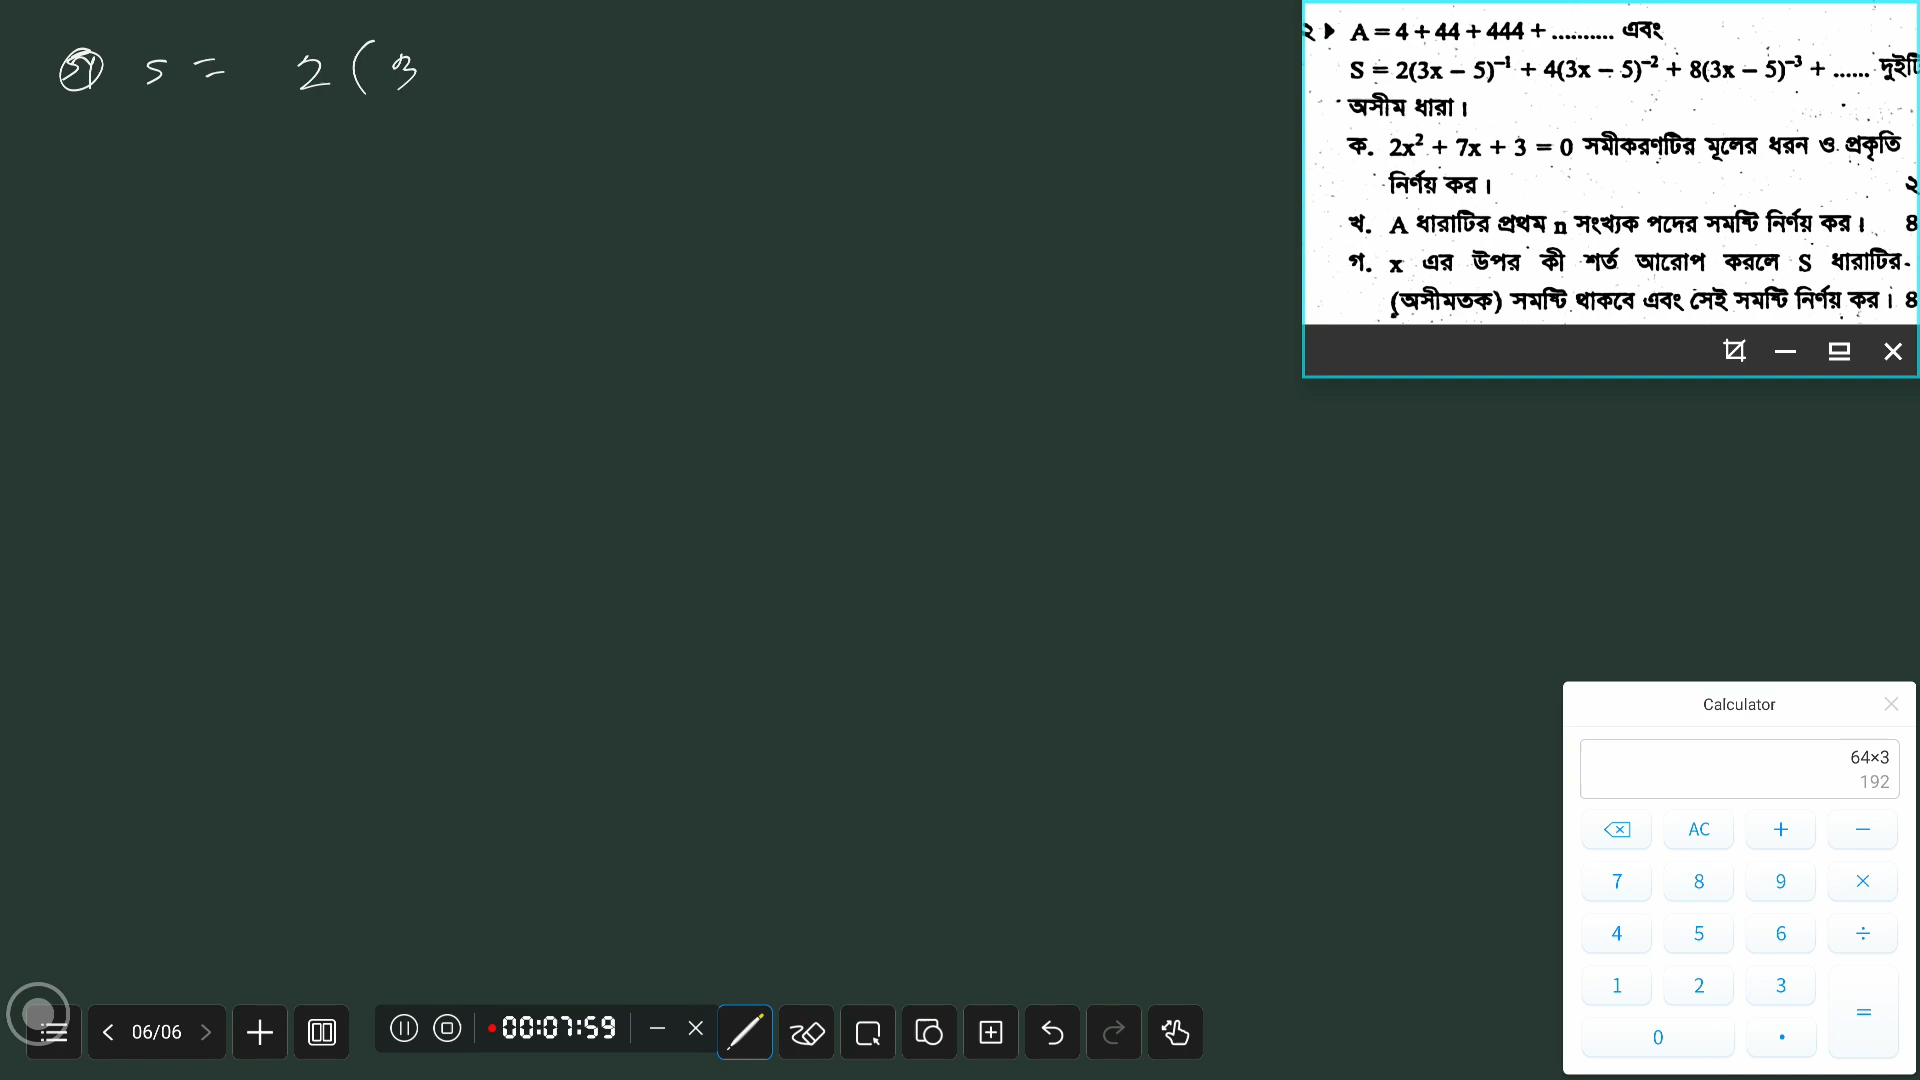 গ) S = 2 ( 3
২ ▶ A = 4 + 44 + 444 + .......... এবং
S = 2(3x – 5)⁻¹ + 4(3x – 5)⁻² + 8(3x – 5)⁻³ + ...... দুইটি
অসীম ধারা।
ক. 2x² + 7x + 3 = 0 সমীকরণটির মূলের ধরন ও প্রকৃতি
নির্ণয় কর। ২
খ. A ধারাটির প্রথম n সংখ্যক পদের সমষ্টি নির্ণয় কর। ৪
গ. x এর উপর কী শর্ত আরোপ করলে S ধারাটির
(অসীমতক) সমষ্টি থাকবে এবং সেই সমষ্টি নির্ণয় কর। ৪
Calculator
64×3
192
AC + −
7 8 9 ×
4 5 6 ÷
1 2 3
0 . =
06/06
00:07:59